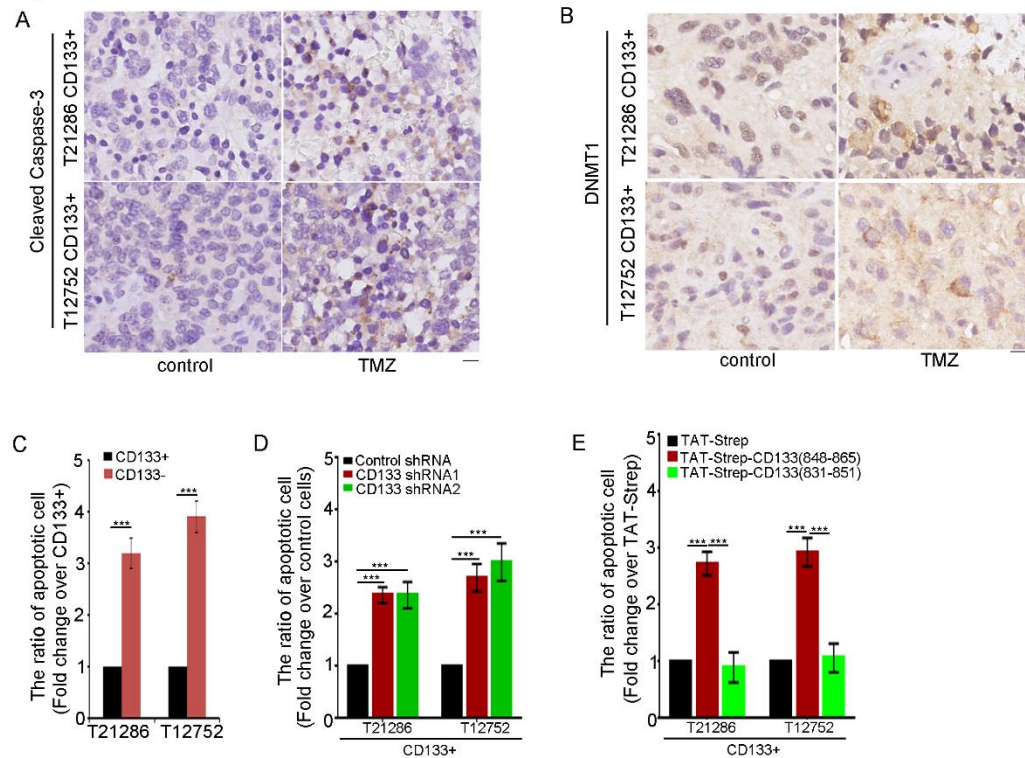 A
Cleaved Caspase-3
T21286 CD133+
T12752 CD133+
control
TMZ
B
DNMT1
T21286 CD133+
T12752 CD133+
control
TMZ
C
CD133+
CD133-
The ratio of apoptotic cell
(Fold change over CD133+)
5
4
3
2
1
0
***
***
T21286
T12752
D
Control shRNA
CD133 shRNA1
CD133 shRNA2
The ratio of apoptotic cell
(Fold change over control cells)
5
4
3
2
1
0
***
***
***
***
T21286
T12752
CD133+
E
TAT-Strep
TAT-Strep-CD133(848-865)
TAT-Strep-CD133(831-851)
The ratio of apoptotic cell
(Fold change over TAT-Strep)
5
4
3
2
1
0
*** ***
*** ***
T21286
T12752
CD133+